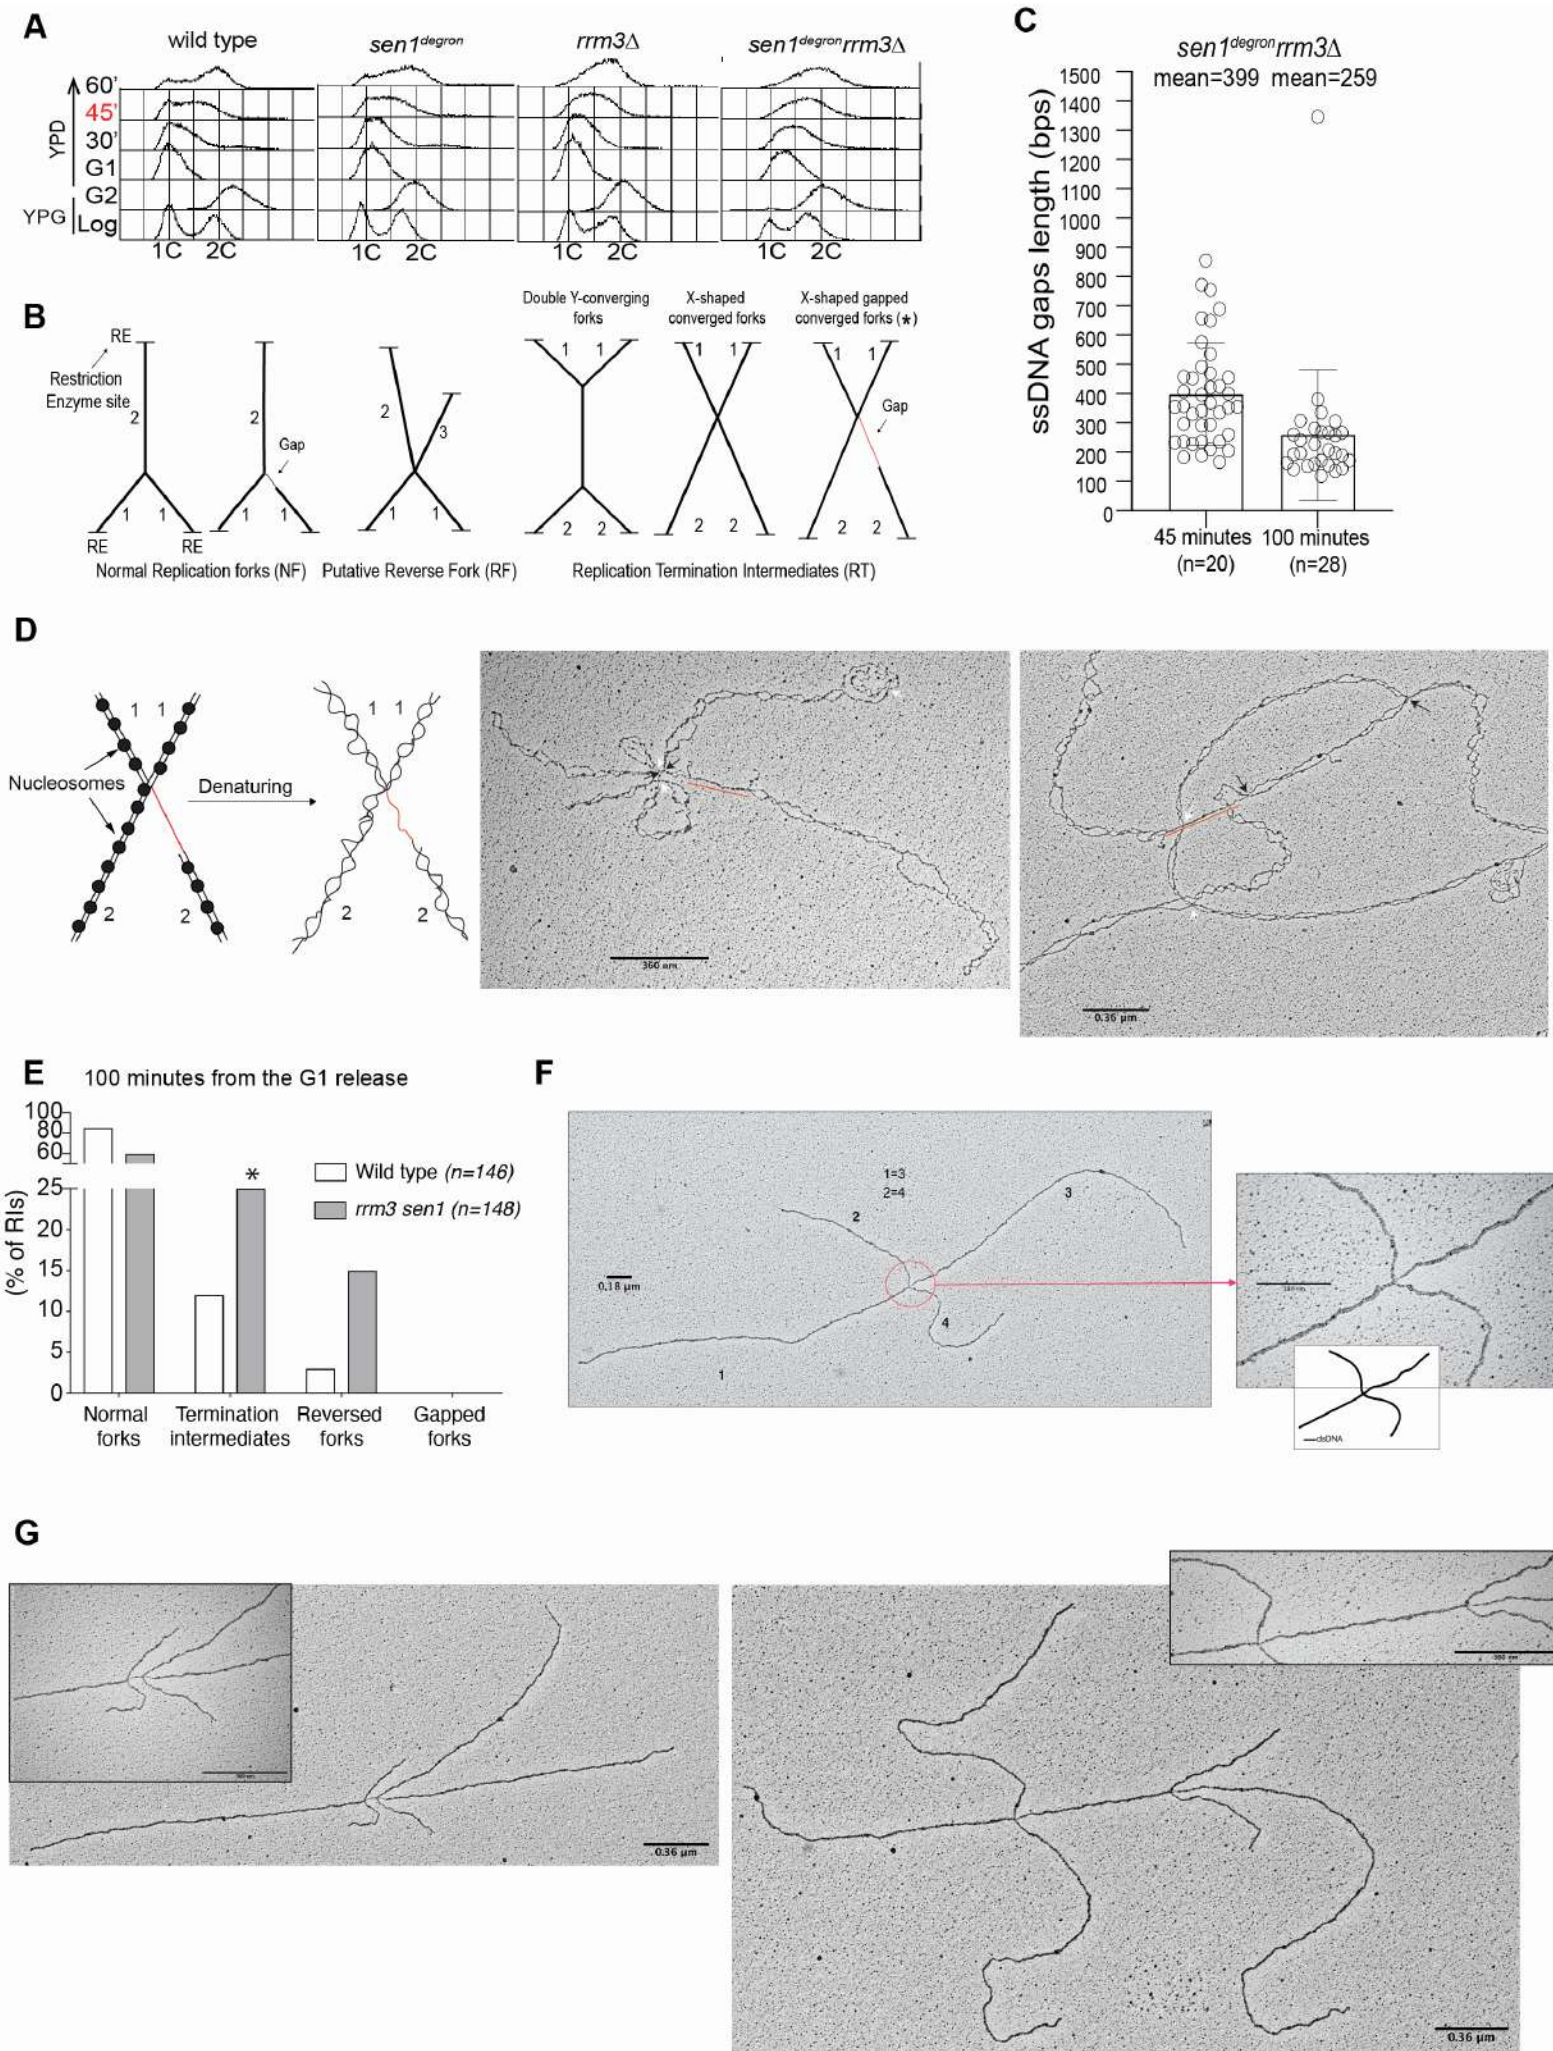 A
wild type
sen1degron
rrm3Δ
sen1degron rrm3Δ
60'
45'
30'
G1
G2
Log
YPD
YPG
1C 2C
1C 2C
1C 2C
1C 2C
B
RE
Restriction
Enzyme site
2
1 1
RE RE
2
Gap
1 1
Normal Replication forks (NF)
2
3
1 1
Putative Reverse Fork (RF)
Double Y-converging
forks
1 1
2 2
X-shaped
converged forks
1 1
2 2
X-shaped gapped
converged forks (*)
1 1
Gap
2 2
Replication Termination Intermediates (RT)
C
sen1degron rrm3Δ
mean=399 mean=259
ssDNA gaps length (bps)
1500
1400
1300
1200
1100
1000
900
800
700
600
500
400
300
200
100
0
45 minutes
(n=20)
100 minutes
(n=28)
D
1 1
Nucleosomes
2 2
Denaturing
1 1
2 2
360 nm
0.36 µm
E
100 minutes from the G1 release
(% of RIs)
100
80
60
25
20
15
10
5
0
*
Wild type (n=146)
rrm3 sen1 (n=148)
Normal
forks
Termination
intermediates
Reversed
forks
Gapped
forks
F
1=3
2=4
2
3
0.18 µm
4
1
dsDNA
G
0.36 µm
360 nm
0.36 µm